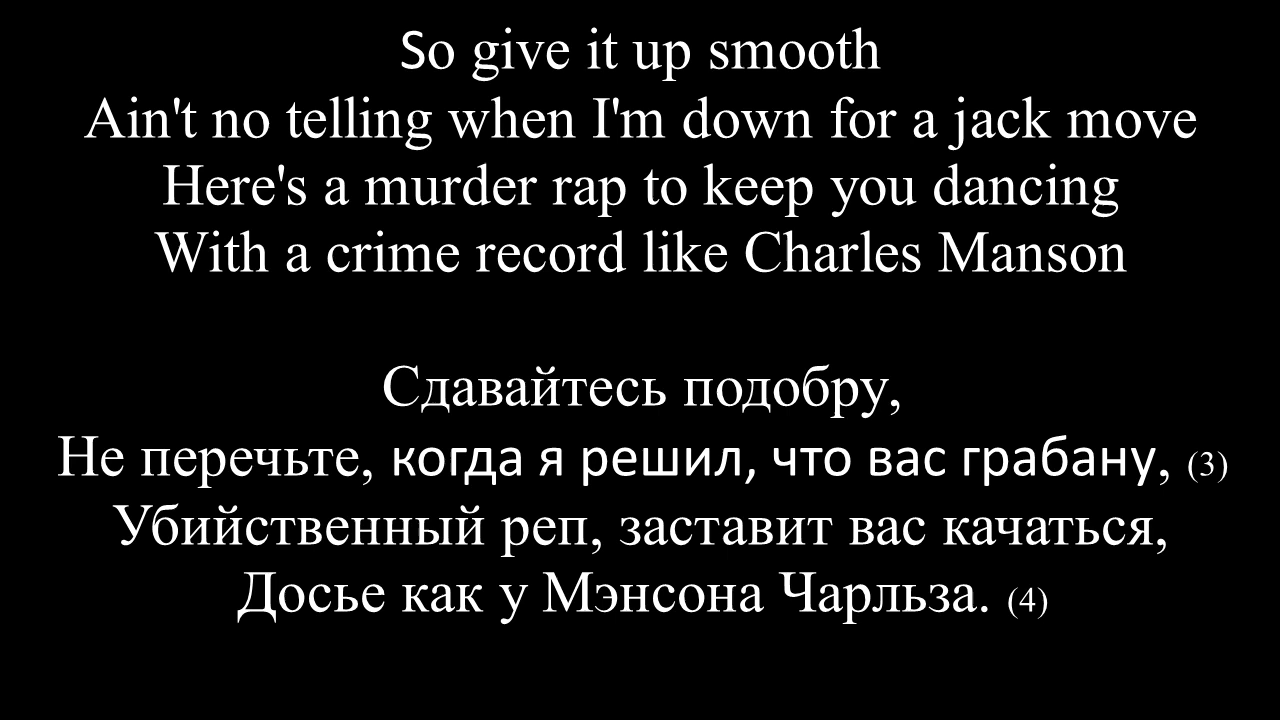 So give it up smooth
Ain't no telling when I'm down for a jack move
Here's a murder rap to keep you dancing
With a crime record like Charles Manson
Сдавайтесь подобру,
Не перечьте, когда я решил, что вас грабану, (3)
Убийственный реп, заставит вас качаться,
Досье как у Мэнсона Чарльза. (4)